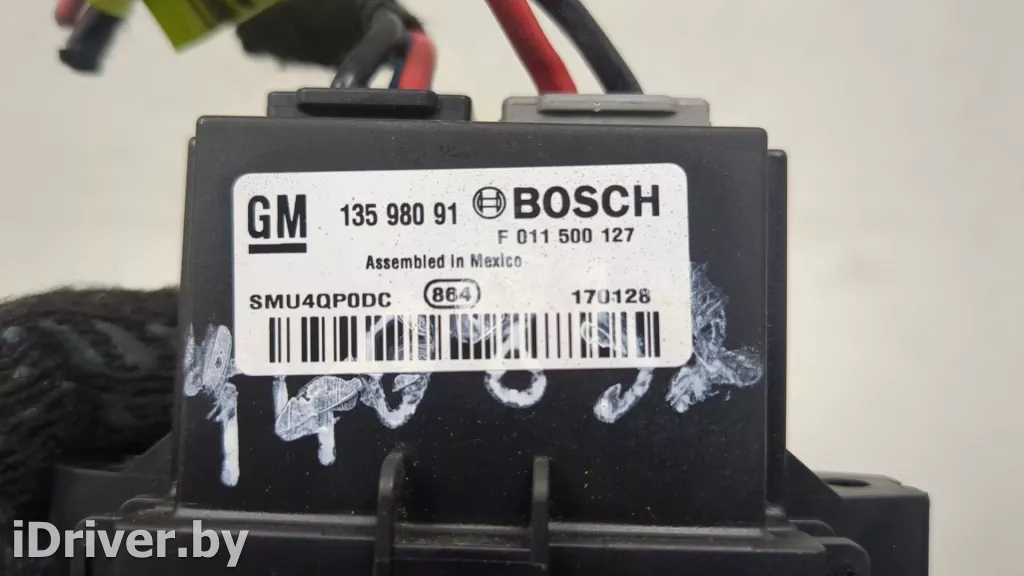 GM 135 980 91 BOSCH
F 011 500 127
Assembled in Mexico
SMU4QP0DC 864 170128
iDriver.by